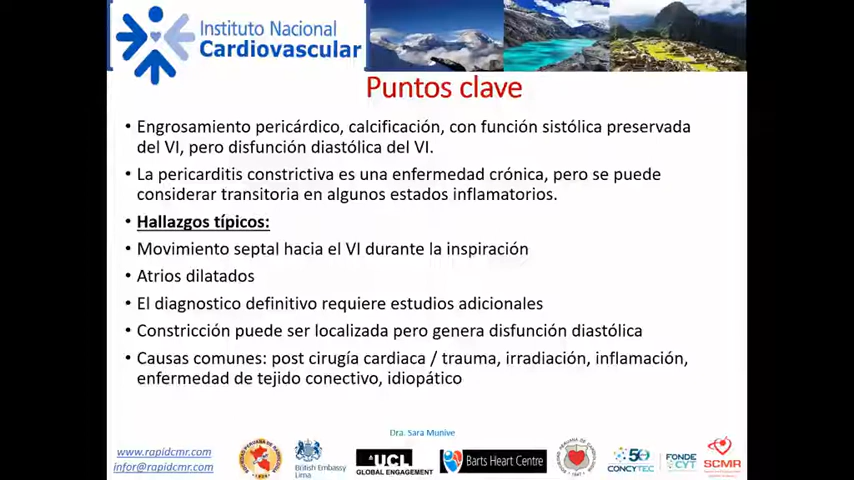 Instituto Nacional
Cardiovascular
Puntos clave
• Engrosamiento pericárdico, calcificación, con función sistólica preservada
del VI, pero disfunción diastólica del VI.
• La pericarditis constrictiva es una enfermedad crónica, pero se puede
considerar transitoria en algunos estados inflamatorios.
• Hallazgos típicos:
• Movimiento septal hacia el VI durante la inspiración
• Atrios dilatados
• El diagnostico definitivo requiere estudios adicionales
• Constricción puede ser localizada pero genera disfunción diastólica
• Causas comunes: post cirugía cardiaca / trauma, irradiación, inflamación,
enfermedad de tejido conectivo, idiopático
Dra. Sara Munive
www.rapidcmr.com
infor@rapidcmr.com
British Embassy
Lima
UCL
GLOBAL ENGAGEMENT
Barts Heart Centre
50
CONCYTEC
FONDE
CYT
SCMR